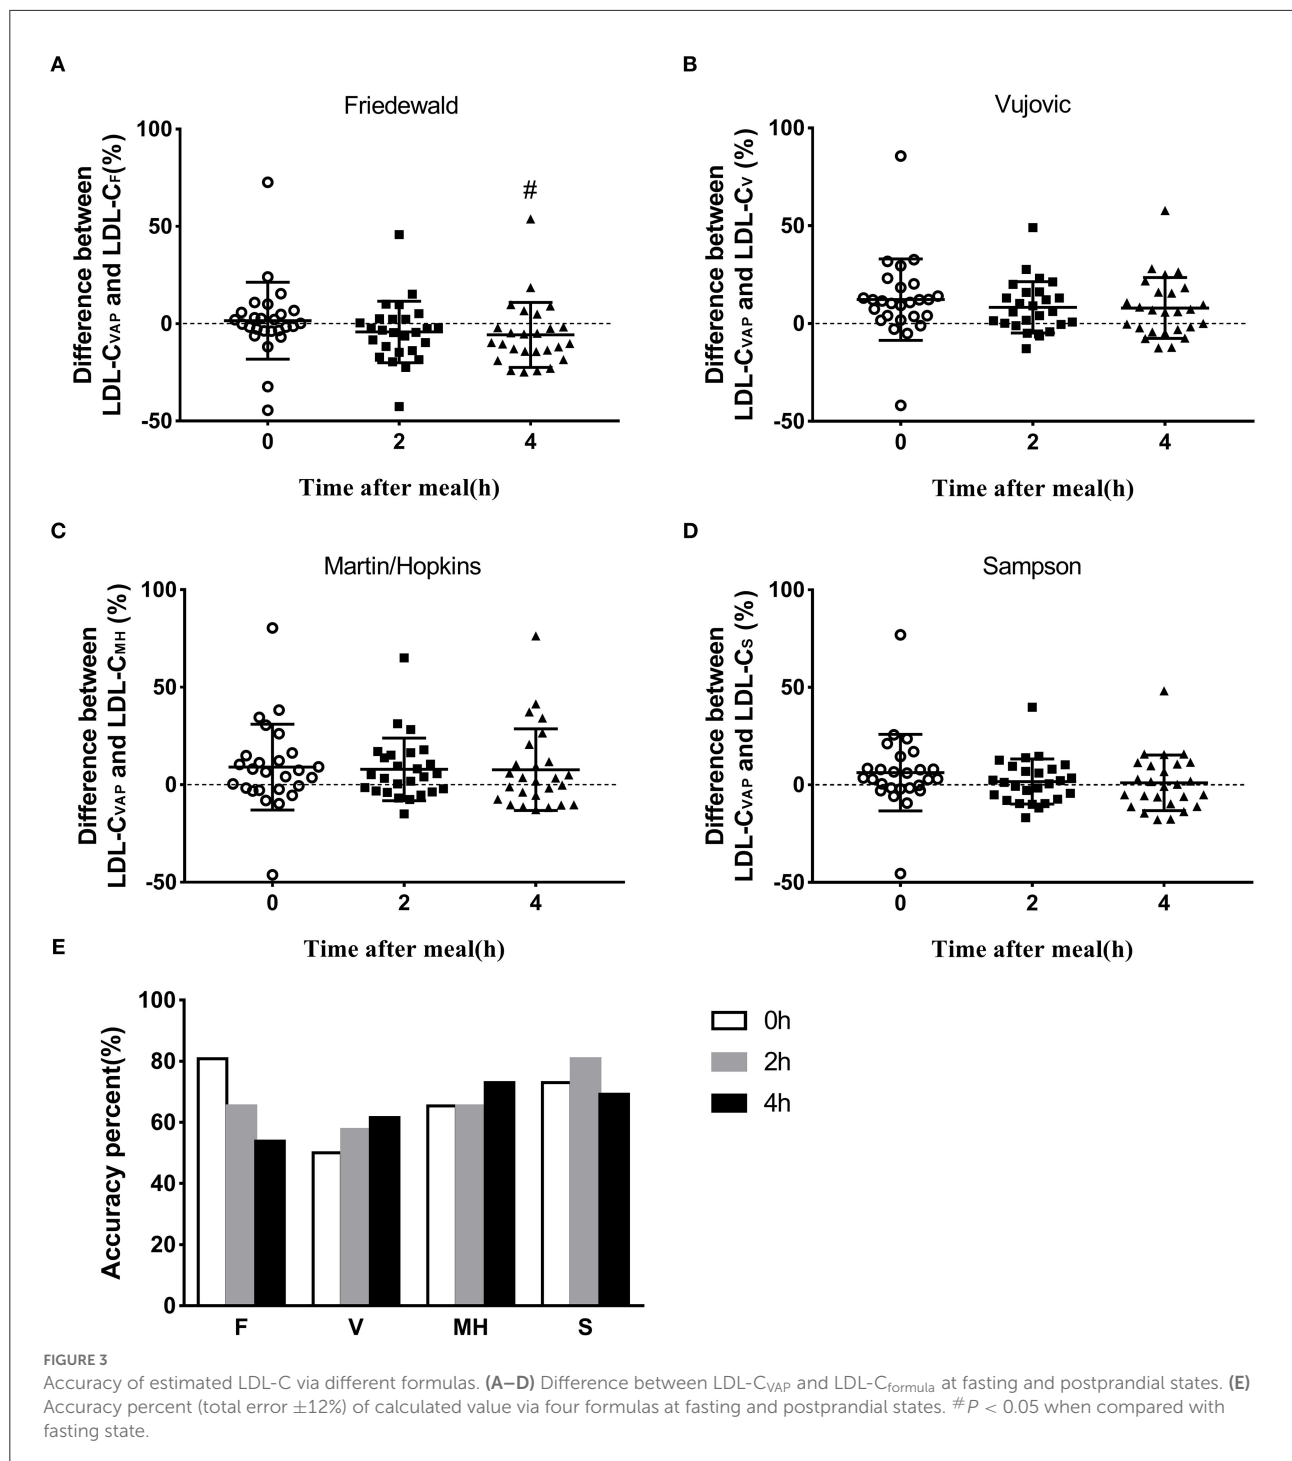 A
Friedewald
Difference between
LDL-CVAP and LDL-CF(%)
100
50
0
-50
#
0 2 4
Time after meal(h)
B
Vujovic
Difference between
LDL-CVAP and LDL-CV (%)
100
50
0
-50
0 2 4
Time after meal(h)
C
Martin/Hopkins
Difference between
LDL-CVAP and LDL-CMH (%)
100
50
0
-50
0 2 4
Time after meal(h)
D
Sampson
Difference between
LDL-CVAP and LDL-CS (%)
100
50
0
-50
0 2 4
Time after meal(h)
E
Accuracy percent(%)
100
80
60
40
20
0
F V MH S
0h
2h
4h
FIGURE 3
Accuracy of estimated LDL-C via different formulas. (A–D) Difference between LDL-CVAP and LDL-Cformula at fasting and postprandial states. (E)
Accuracy percent (total error ±12%) of calculated value via four formulas at fasting and postprandial states. #P < 0.05 when compared with
fasting state.